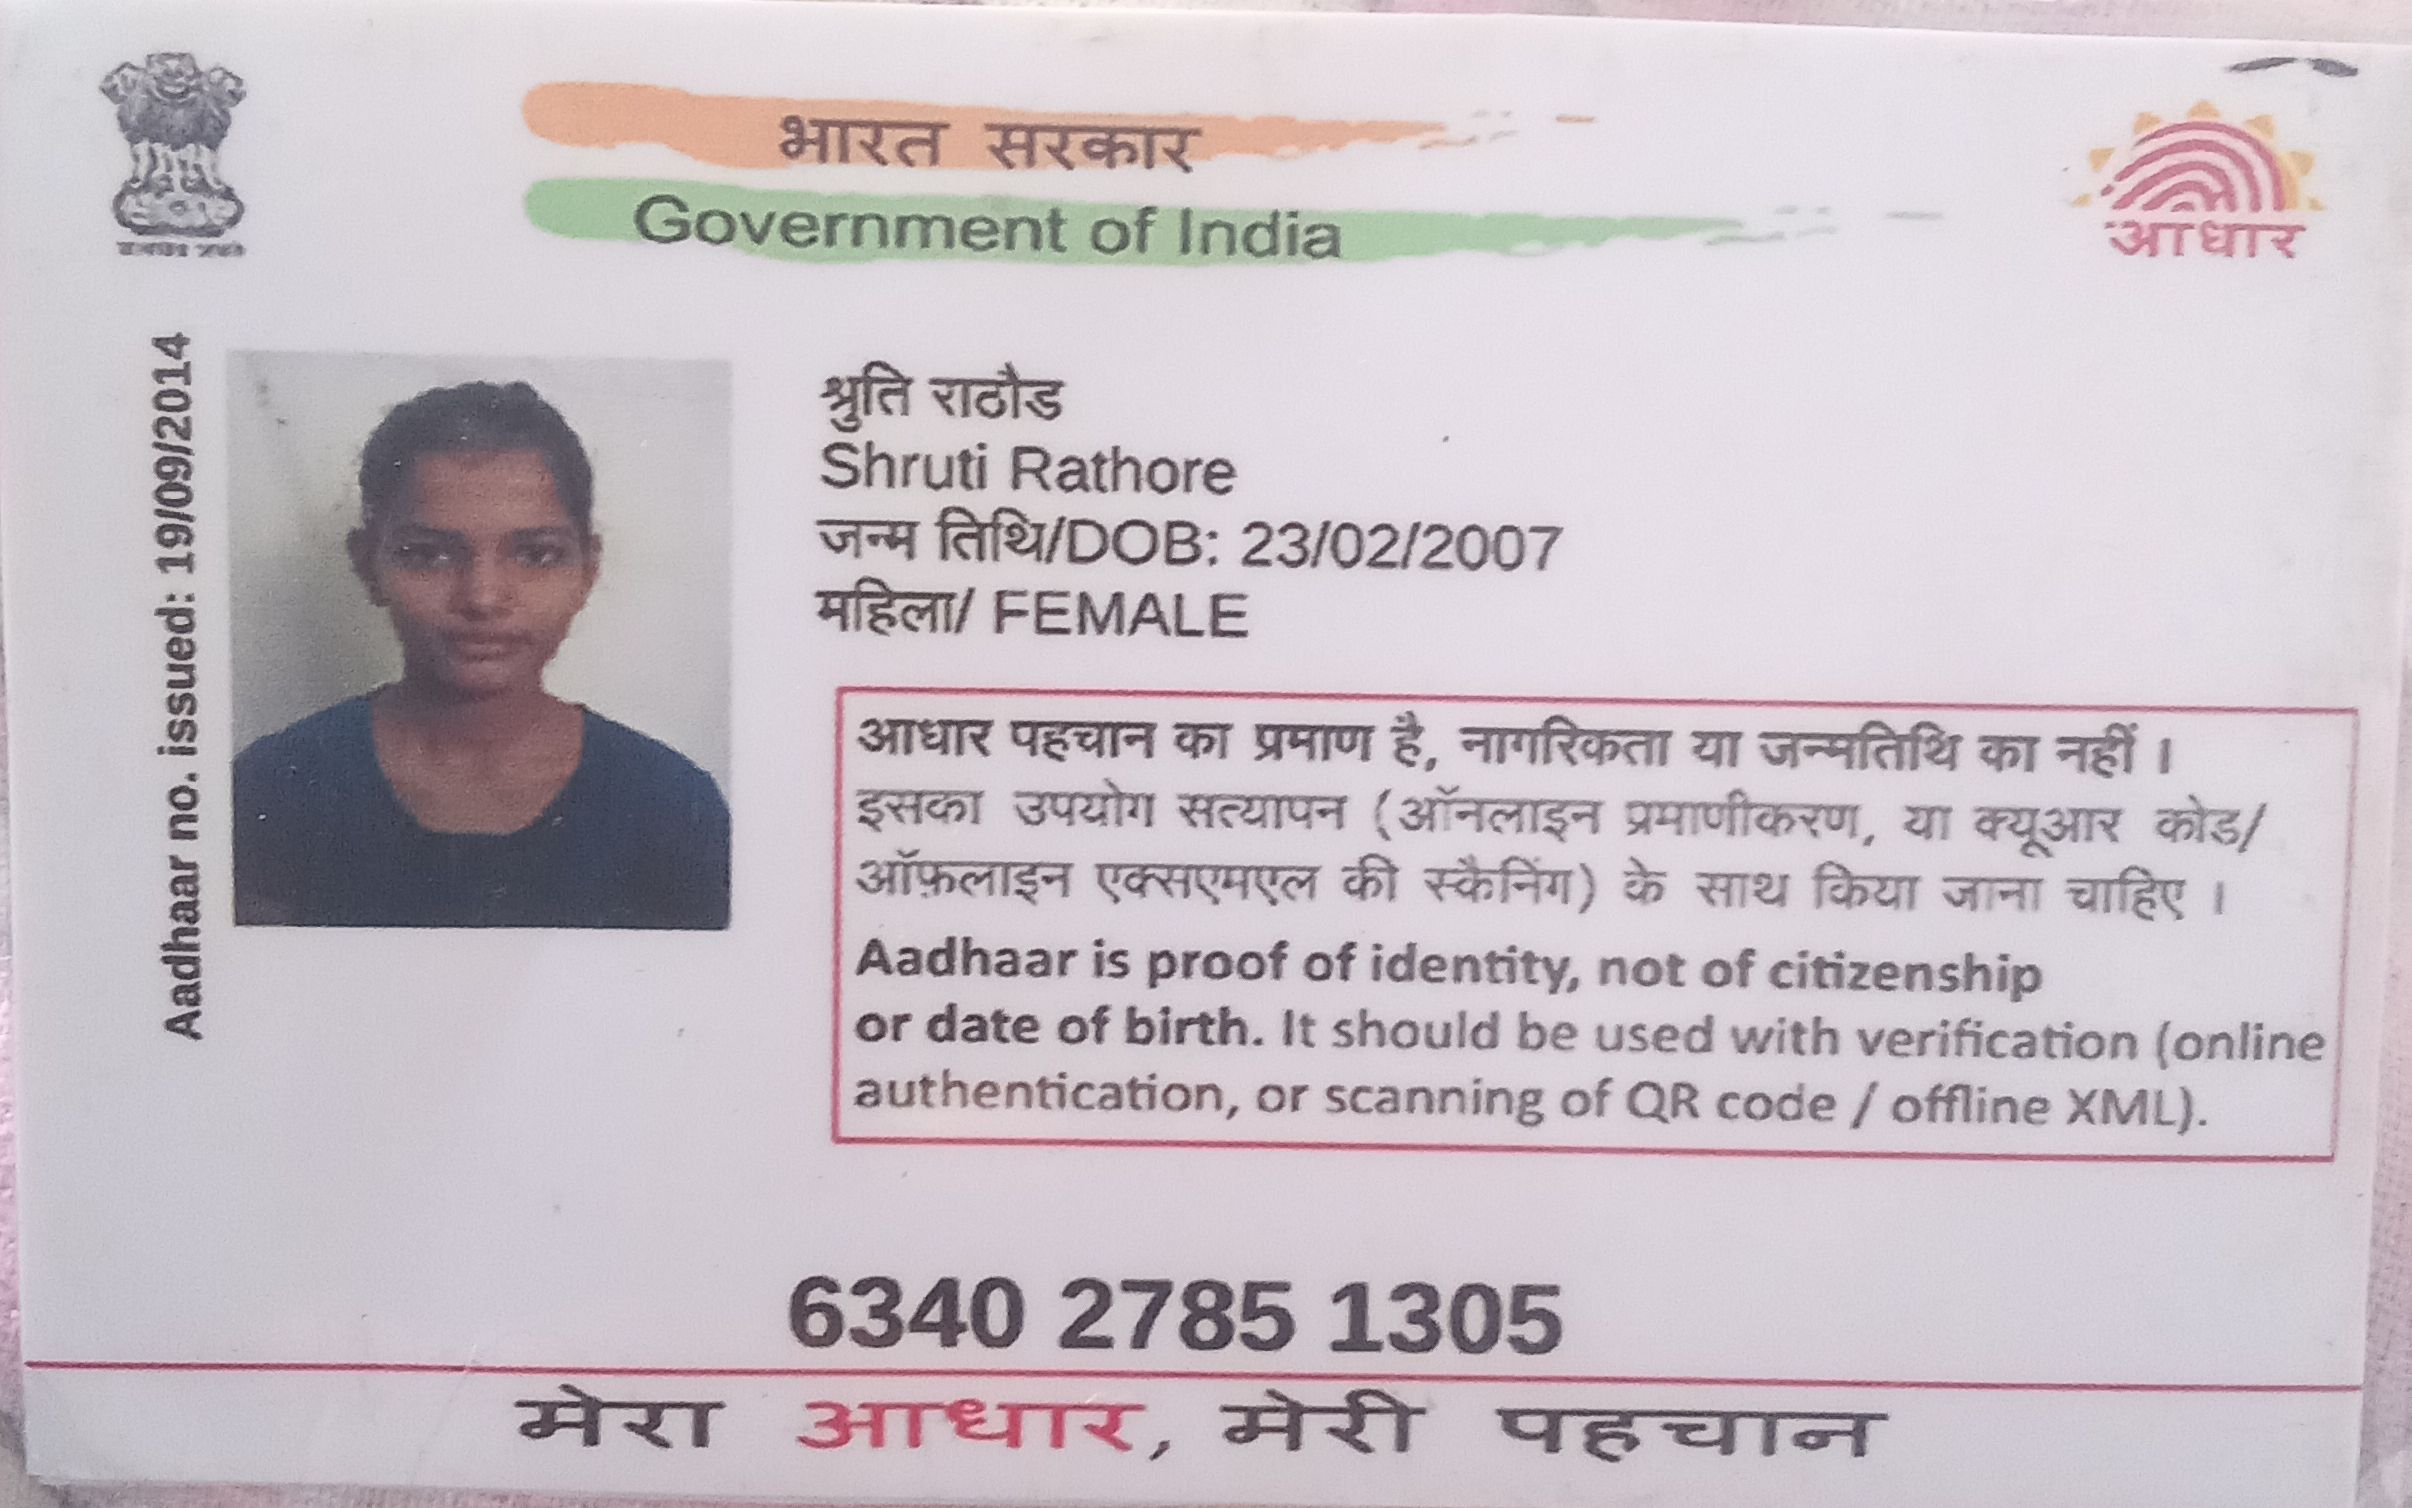 भारत सरकार
Government of India
आधार
Aadhaar no. issued: 19/09/2014
श्रुति राठौड
Shruti Rathore
जन्म तिथि/DOB: 23/02/2007
महिला/ FEMALE
आधार पहचान का प्रमाण है, नागरिकता या जन्मतिथि का नहीं ।
इसका उपयोग सत्यापन (ऑनलाइन प्रमाणीकरण, या क्यूआर कोड/
ऑफ़लाइन एक्सएमएल की स्कैनिंग) के साथ किया जाना चाहिए ।
Aadhaar is proof of identity, not of citizenship
or date of birth. It should be used with verification (online
authentication, or scanning of QR code / offline XML).
6340 2785 1305
मेरा आधार, मेरी पहचान